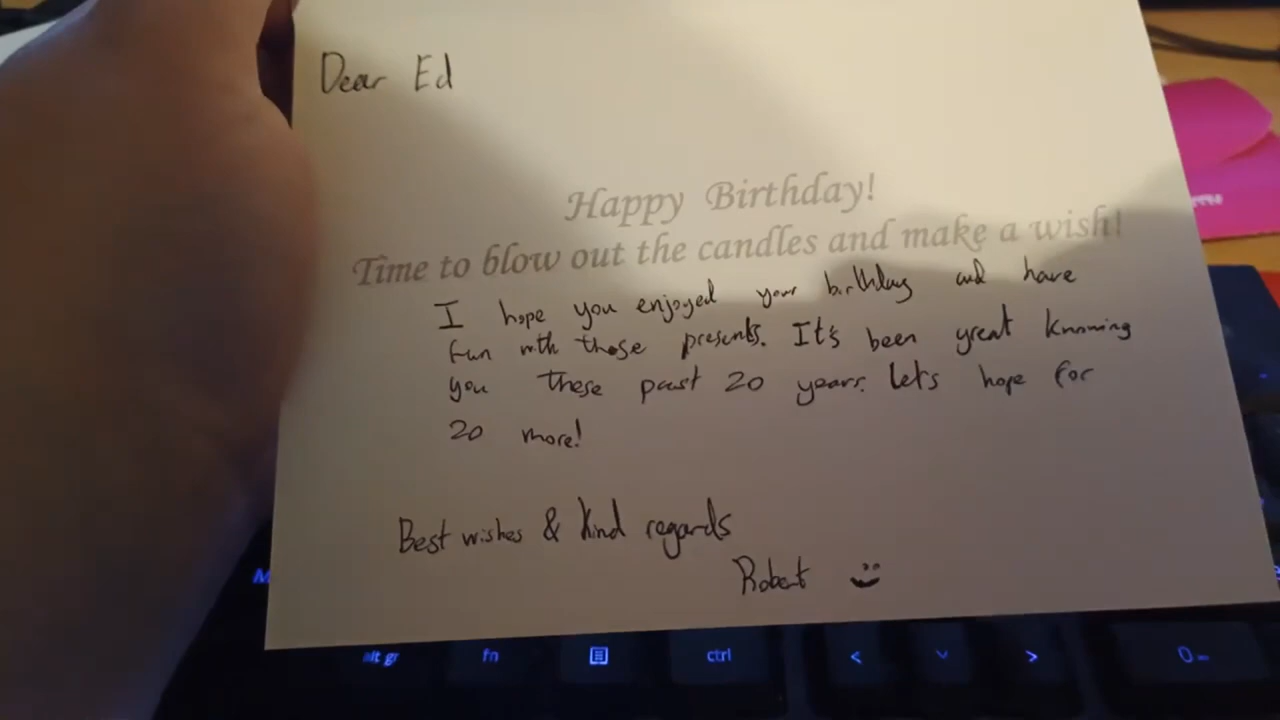 Dear Ed
Happy Birthday!
Time to blow out the candles and make a wish!
I hope you enjoyed your birthday and have
fun with those presents. It's been great knowing
you these past 20 years. Let's hope for
20 more!
Best wishes & Kind regards
Robert
alt gr fn ctrl < > 0